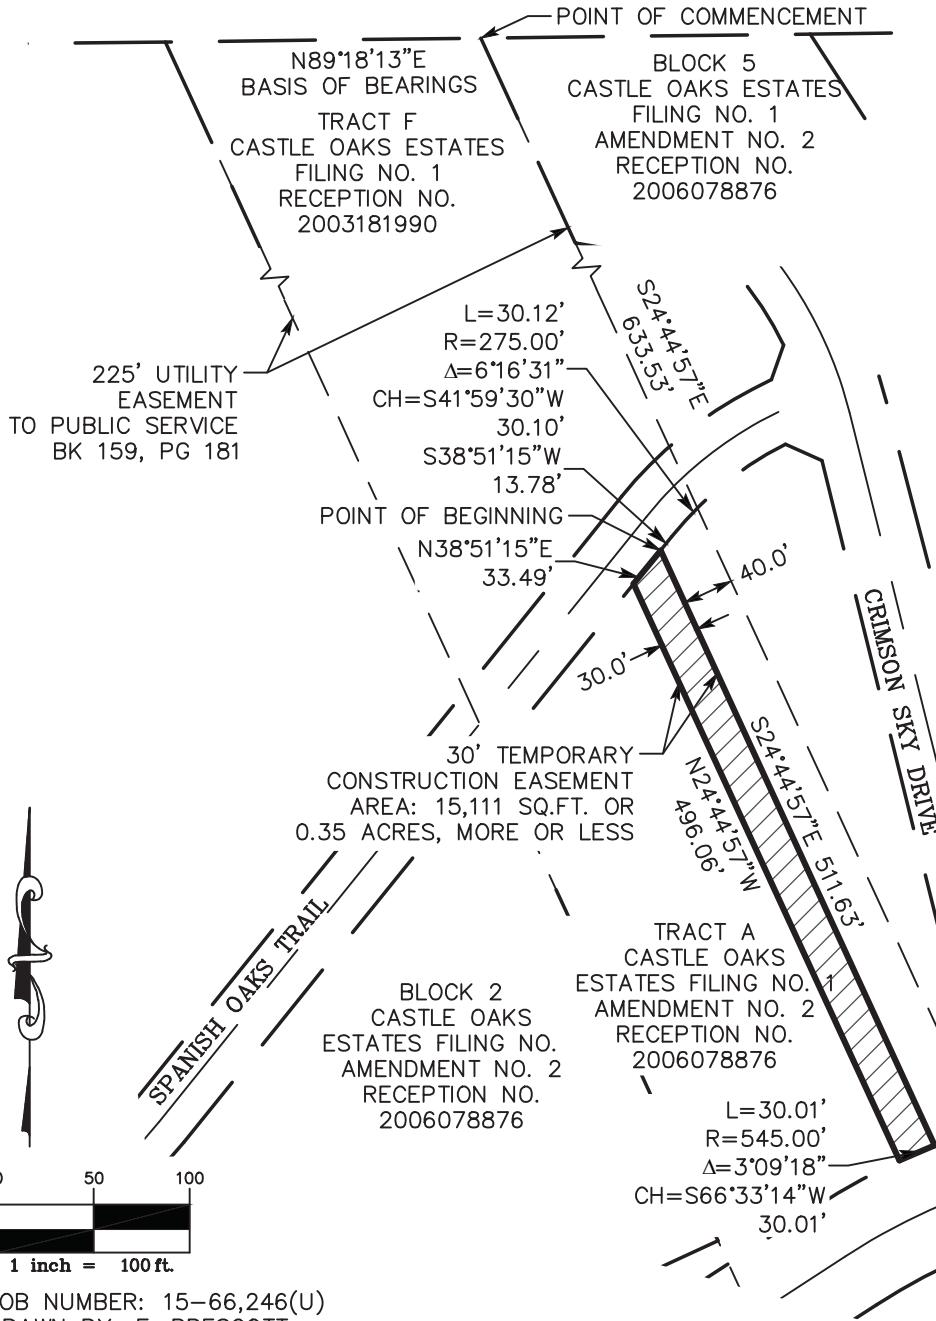 POINT OF COMMENCEMENT
N89°18'13"E
BASIS OF BEARINGS
TRACT F
CASTLE OAKS ESTATES
FILING NO. 1
RECEPTION NO.
2003181990
BLOCK 5
CASTLE OAKS ESTATES
FILING NO. 1
AMENDMENT NO. 2
RECEPTION NO.
2006078876
S24°44'57"E
633.53'
225' UTILITY
EASEMENT
TO PUBLIC SERVICE
BK 159, PG 181
L=30.12'
R=275.00'
Δ=6°16'31"
CH=S41°59'30"W
30.10'
S38°51'15"W
13.78'
POINT OF BEGINNING
N38°51'15"E
33.49'
40.0'
30.0'
CRIMSON SKY DRIVE
30' TEMPORARY
CONSTRUCTION EASEMENT
AREA: 15,111 SQ.FT. OR
0.35 ACRES, MORE OR LESS
S24°44'57"E 511.63'
N24°44'57"W
496.06'
SPANISH OAKS TRAIL
TRACT A
CASTLE OAKS
ESTATES FILING NO. 1
AMENDMENT NO. 2
RECEPTION NO.
2006078876
BLOCK 2
CASTLE OAKS
ESTATES FILING NO.
AMENDMENT NO. 2
RECEPTION NO.
2006078876
L=30.01'
R=545.00'
Δ=3°09'18"
CH=S66°33'14"W
30.01'
0 50 100
1 inch = 100 ft.
OB NUMBER: 15-66,246(U)